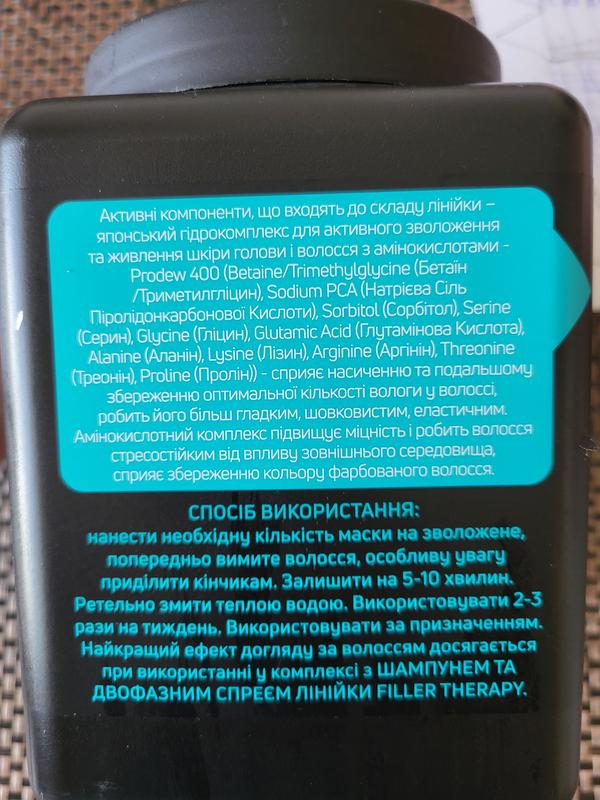 Активні компоненти, що входять до складу лінійки –
японський гідрокомплекс для активного зволоження
та живлення шкіри голови і волосся з амінокислотами -
Prodew 400 (Betaine/Trimethylglycine (Бетаїн
/Триметилгліцин), Sodium PCA (Натрієва Сіль
Піролідонкарбонової Кислоти), Sorbitol (Сорбітол), Serine
(Серин), Glycine (Гліцин), Glutamic Acid (Глутамінова Кислота),
Alanine (Аланін), Lysine (Лізин), Arginine (Аргінін), Threonine
(Треонін), Proline (Пролін)) - сприяє насиченню та подальшому
збереженню оптимальної кількості вологи у волоссі,
робить його більш гладким, шовковистим, еластичним.
Амінокислотний комплекс підвищує міцність і робить волосся
стресостійким від впливу зовнішнього середовища,
сприяє збереженню кольору фарбованого волосся.
СПОСІБ ВИКОРИСТАННЯ:
нанести необхідну кількість маски на зволожене,
попередньо вимите волосся, особливу увагу
приділити кінчикам. Залишити на 5-10 хвилин.
Ретельно змити теплою водою. Використовувати 2-3
рази на тиждень. Використовувати за призначенням.
Найкращий ефект догляду за волоссям досягається
при використанні у комплексі з ШАМПУНЕМ ТА
ДВОФАЗНИМ СПРЕЄМ ЛІНІЙКИ FILLER THERAPY.